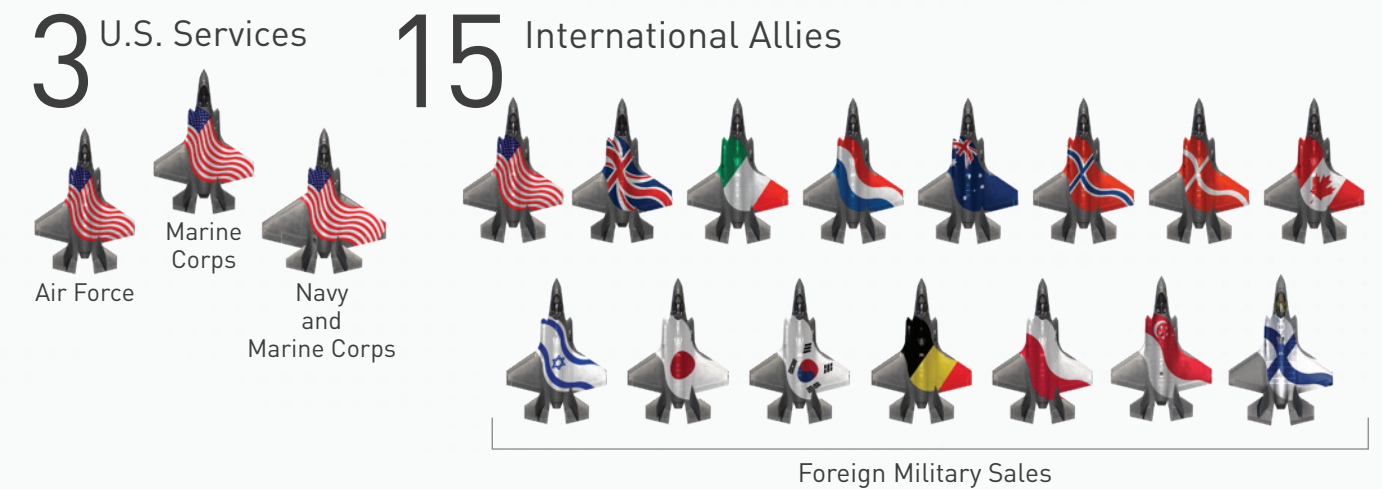 3 U.S. Services
Air Force
Marine
Corps
Navy
and
Marine Corps
15 International Allies
Foreign Military Sales